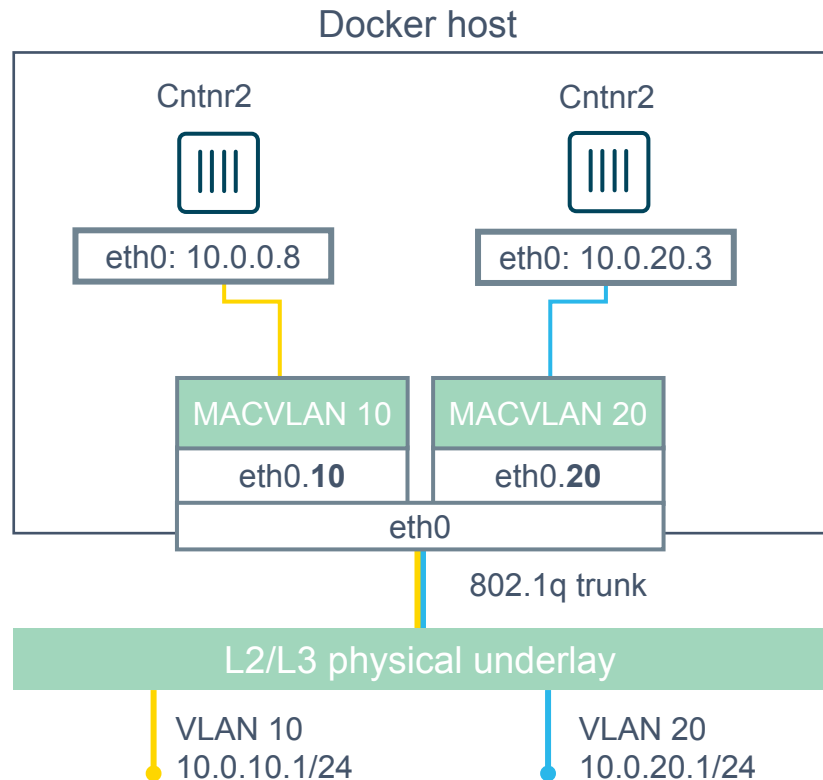 Docker host
Cntnr2
Cntnr2
eth0: 10.0.0.8
eth0: 10.0.20.3
MACVLAN 10
MACVLAN 20
eth0.10
eth0.20
eth0
802.1q trunk
L2/L3 physical underlay
VLAN 10
10.0.10.1/24
VLAN 20
10.0.20.1/24